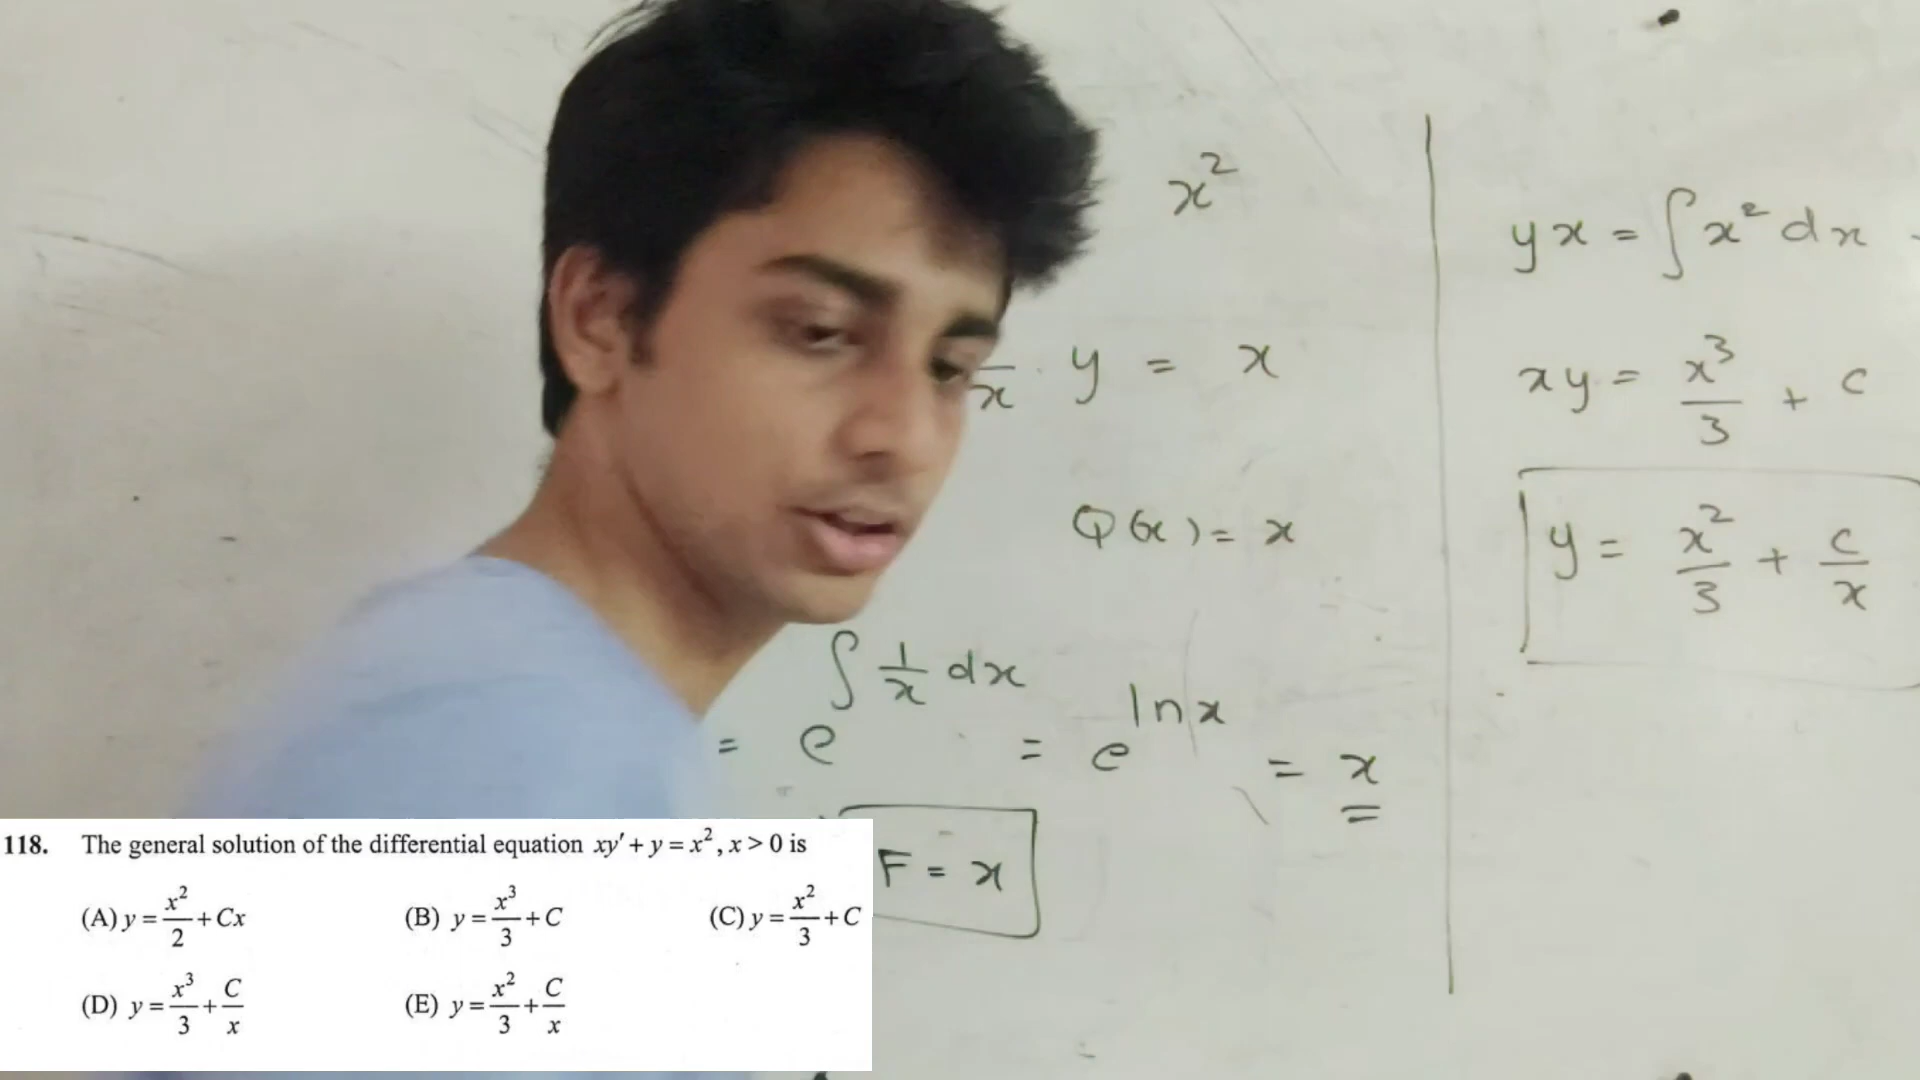 x²
x · y = x
Q(x) = x
∫ 1/x dx
= e = e ln x = x
F = x
yx = ∫ x² dx
xy = x³/3 + c
y = x²/3 + c/x
118. The general solution of the differential equation xy′ + y = x², x > 0 is
(A) y = x²/2 + Cx (B) y = x³/3 + C (C) y = x²/3 + C
(D) y = x³/3 + C/x (E) y = x²/3 + C/x